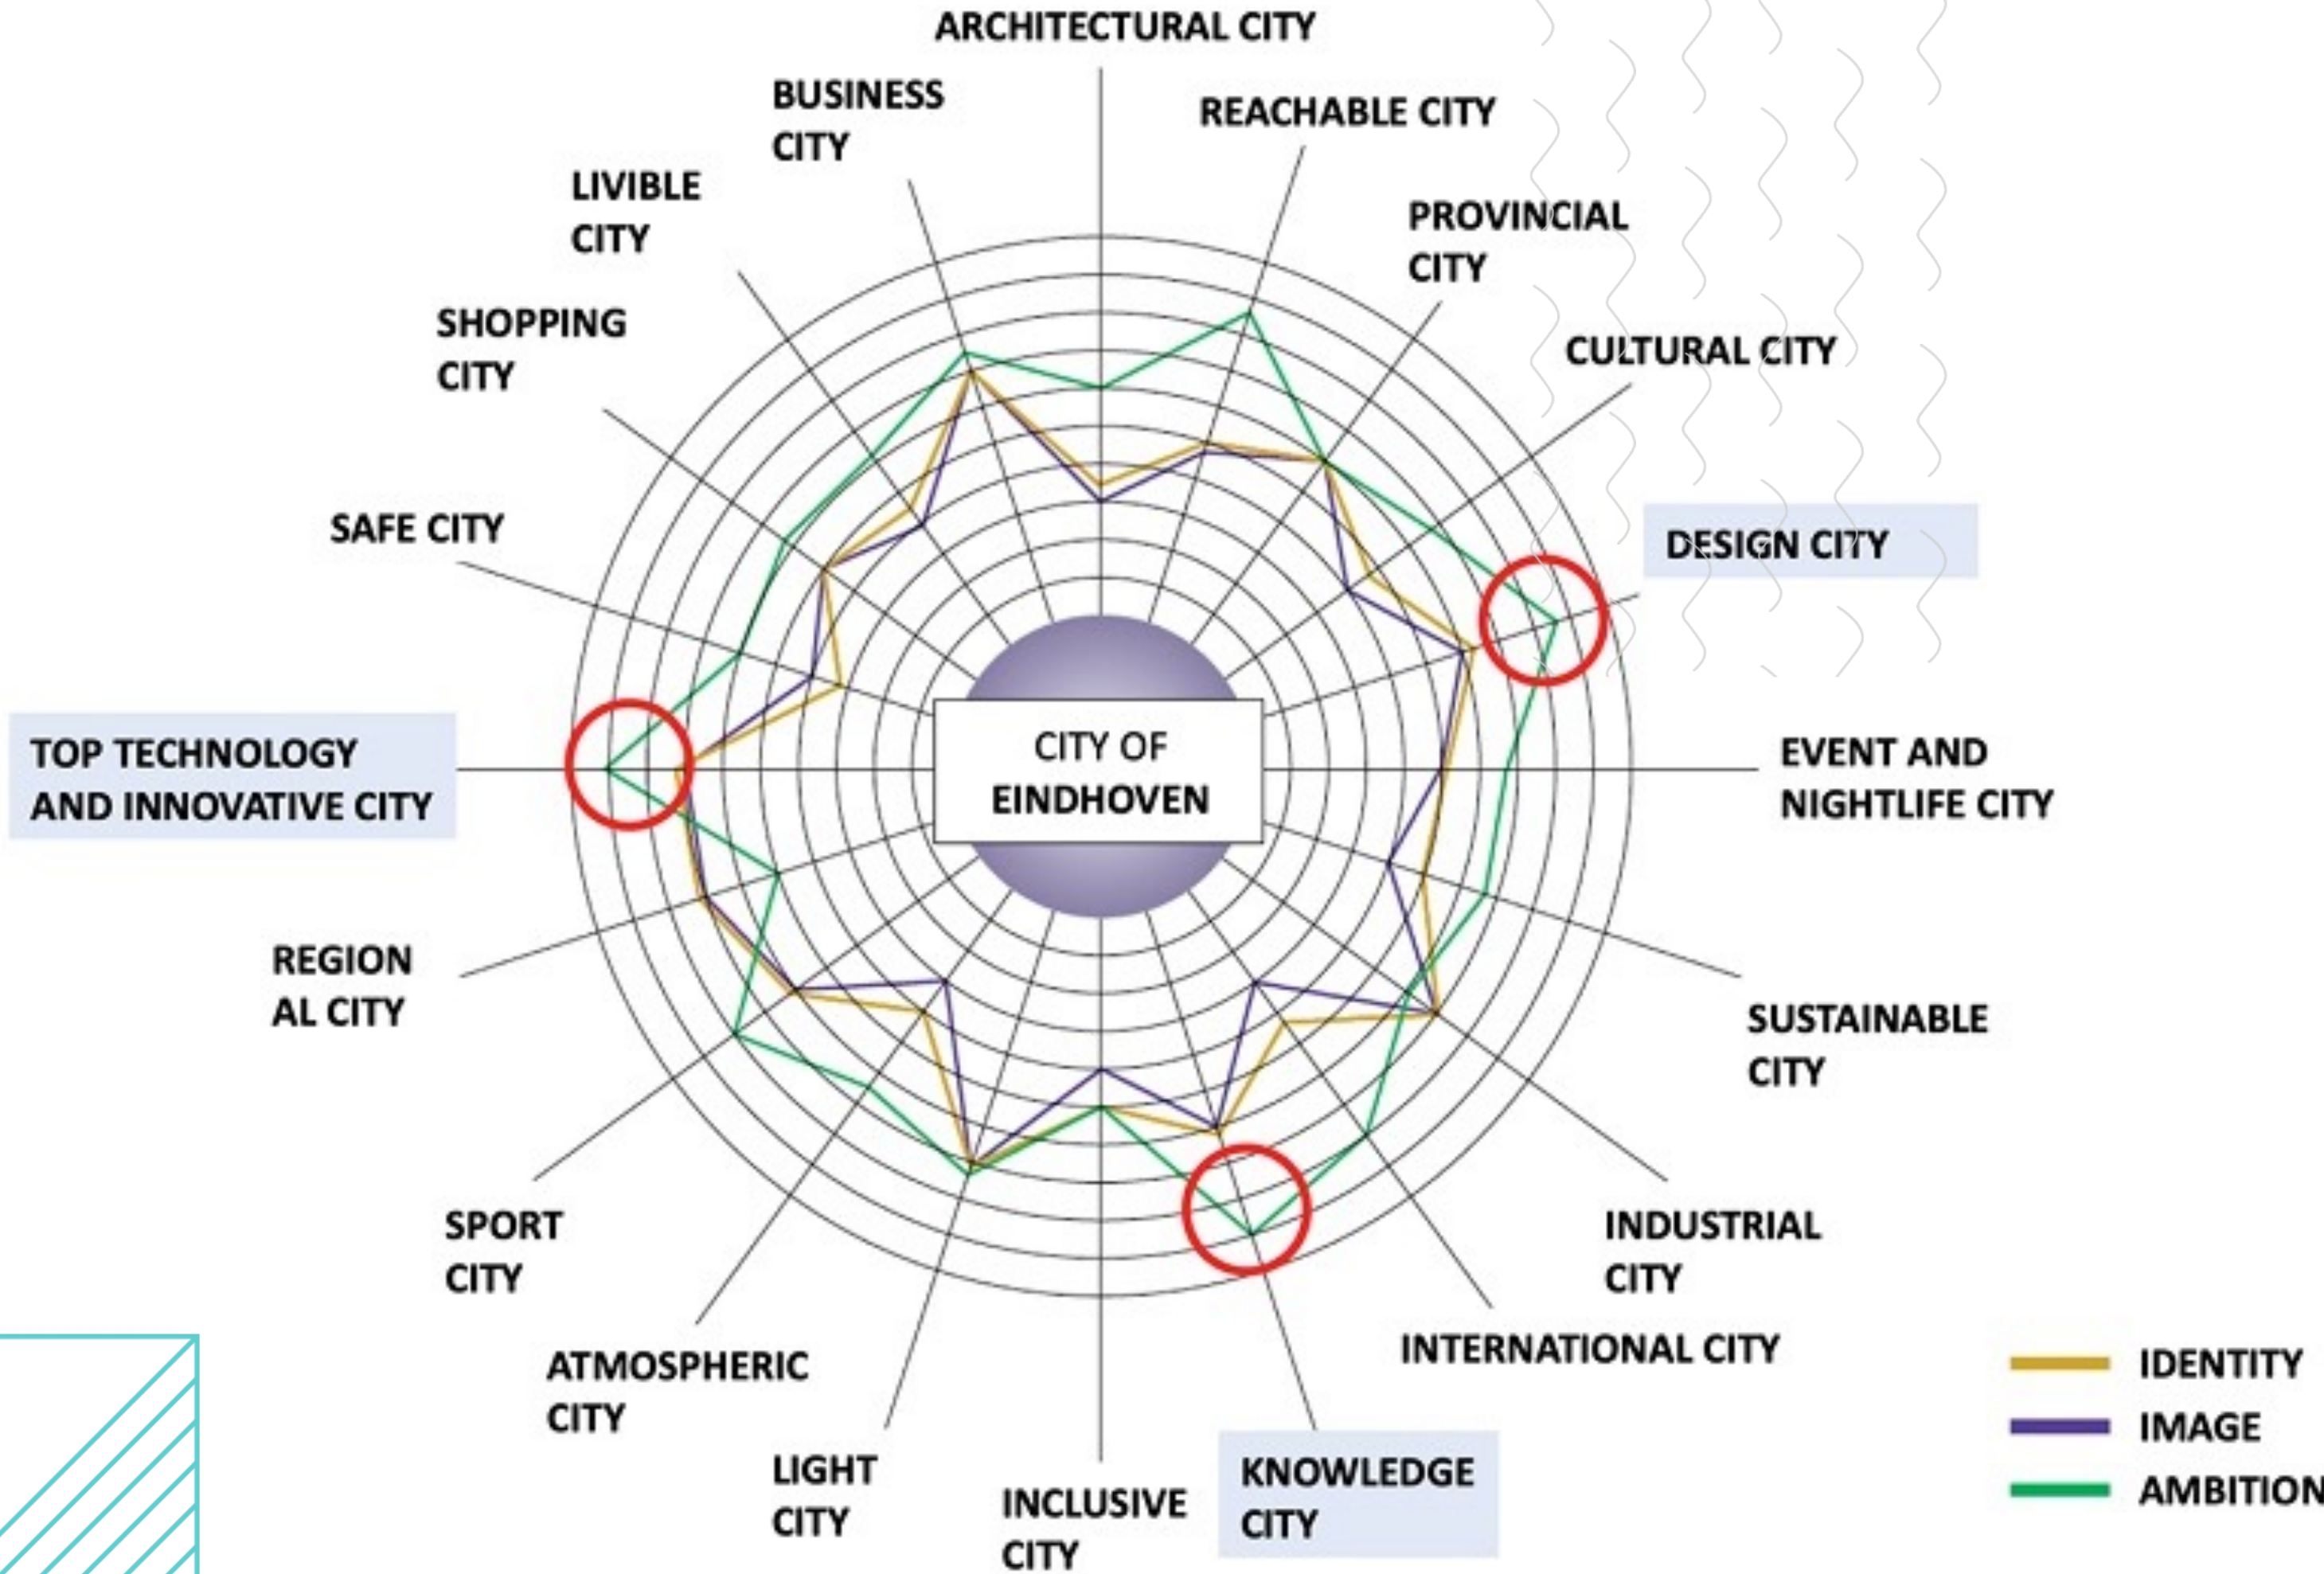 ARCHITECTURAL CITY
BUSINESS
CITY
REACHABLE CITY
LIVIBLE
CITY
PROVINCIAL
CITY
SHOPPING
CITY
CULTURAL CITY
SAFE CITY
DESIGN CITY
TOP TECHNOLOGY
AND INNOVATIVE CITY
CITY OF
EINDHOVEN
EVENT AND
NIGHTLIFE CITY
REGION
AL CITY
SUSTAINABLE
CITY
SPORT
CITY
INDUSTRIAL
CITY
ATMOSPHERIC
CITY
INTERNATIONAL CITY
LIGHT
CITY
INCLUSIVE
CITY
KNOWLEDGE
CITY
IDENTITY
IMAGE
AMBITION